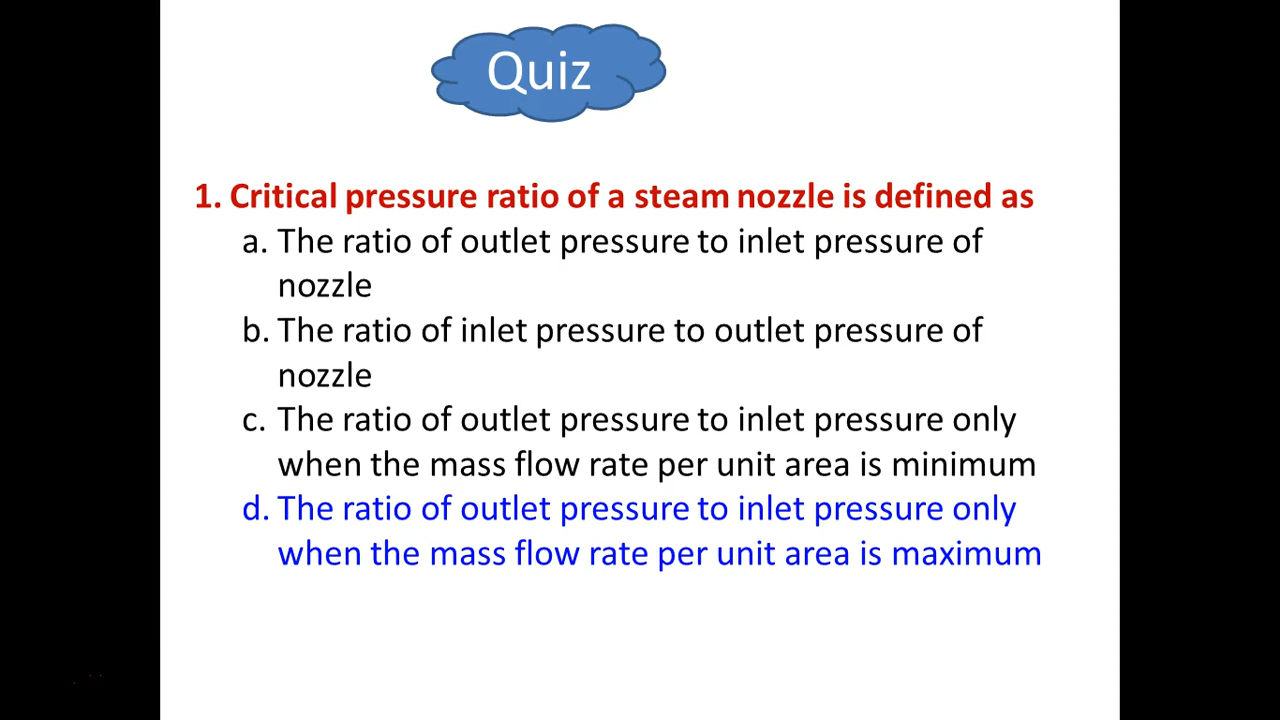 Quiz
1. Critical pressure ratio of a steam nozzle is defined as
a. The ratio of outlet pressure to inlet pressure of
nozzle
b. The ratio of inlet pressure to outlet pressure of
nozzle
c. The ratio of outlet pressure to inlet pressure only
when the mass flow rate per unit area is minimum
d. The ratio of outlet pressure to inlet pressure only
when the mass flow rate per unit area is maximum